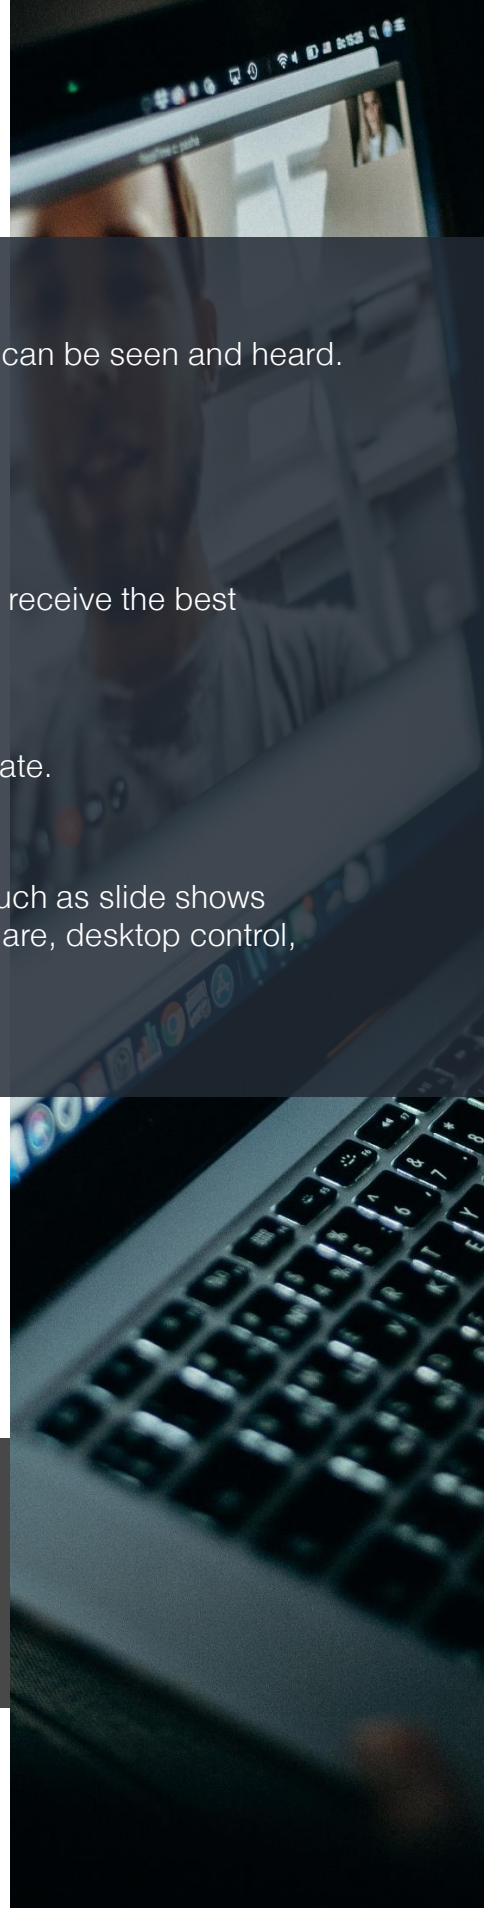 can be seen and heard.
receive the best
ate.
uch as slide shows
are, desktop control,